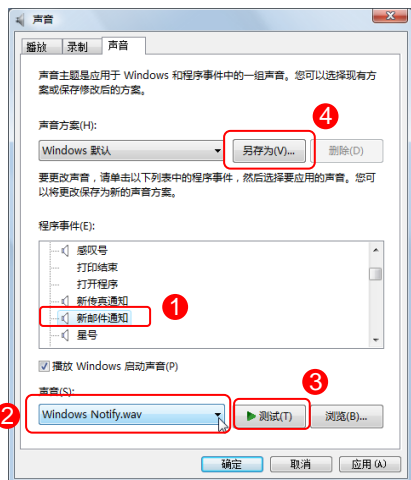 声音
播放 录制 声音
声音主题是应用于 Windows 和程序事件中的一组声音。您可以选择现有方
案或保存修改后的方案。
4
声音方案(H):
Windows 默认 另存为(V)... 删除(D)
要更改声音，请单击以下列表中的程序事件，然后选择要应用的声音。您可
以将更改保存为新的声音方案。
程序事件(E):
感叹号
打印结束
打开程序
新传真通知
新邮件通知 1
星号
播放 Windows 启动声音(P)
3
声音(S):
2 Windows Notify.wav 测试(T) 浏览(B)...
确定 取消 应用(A)